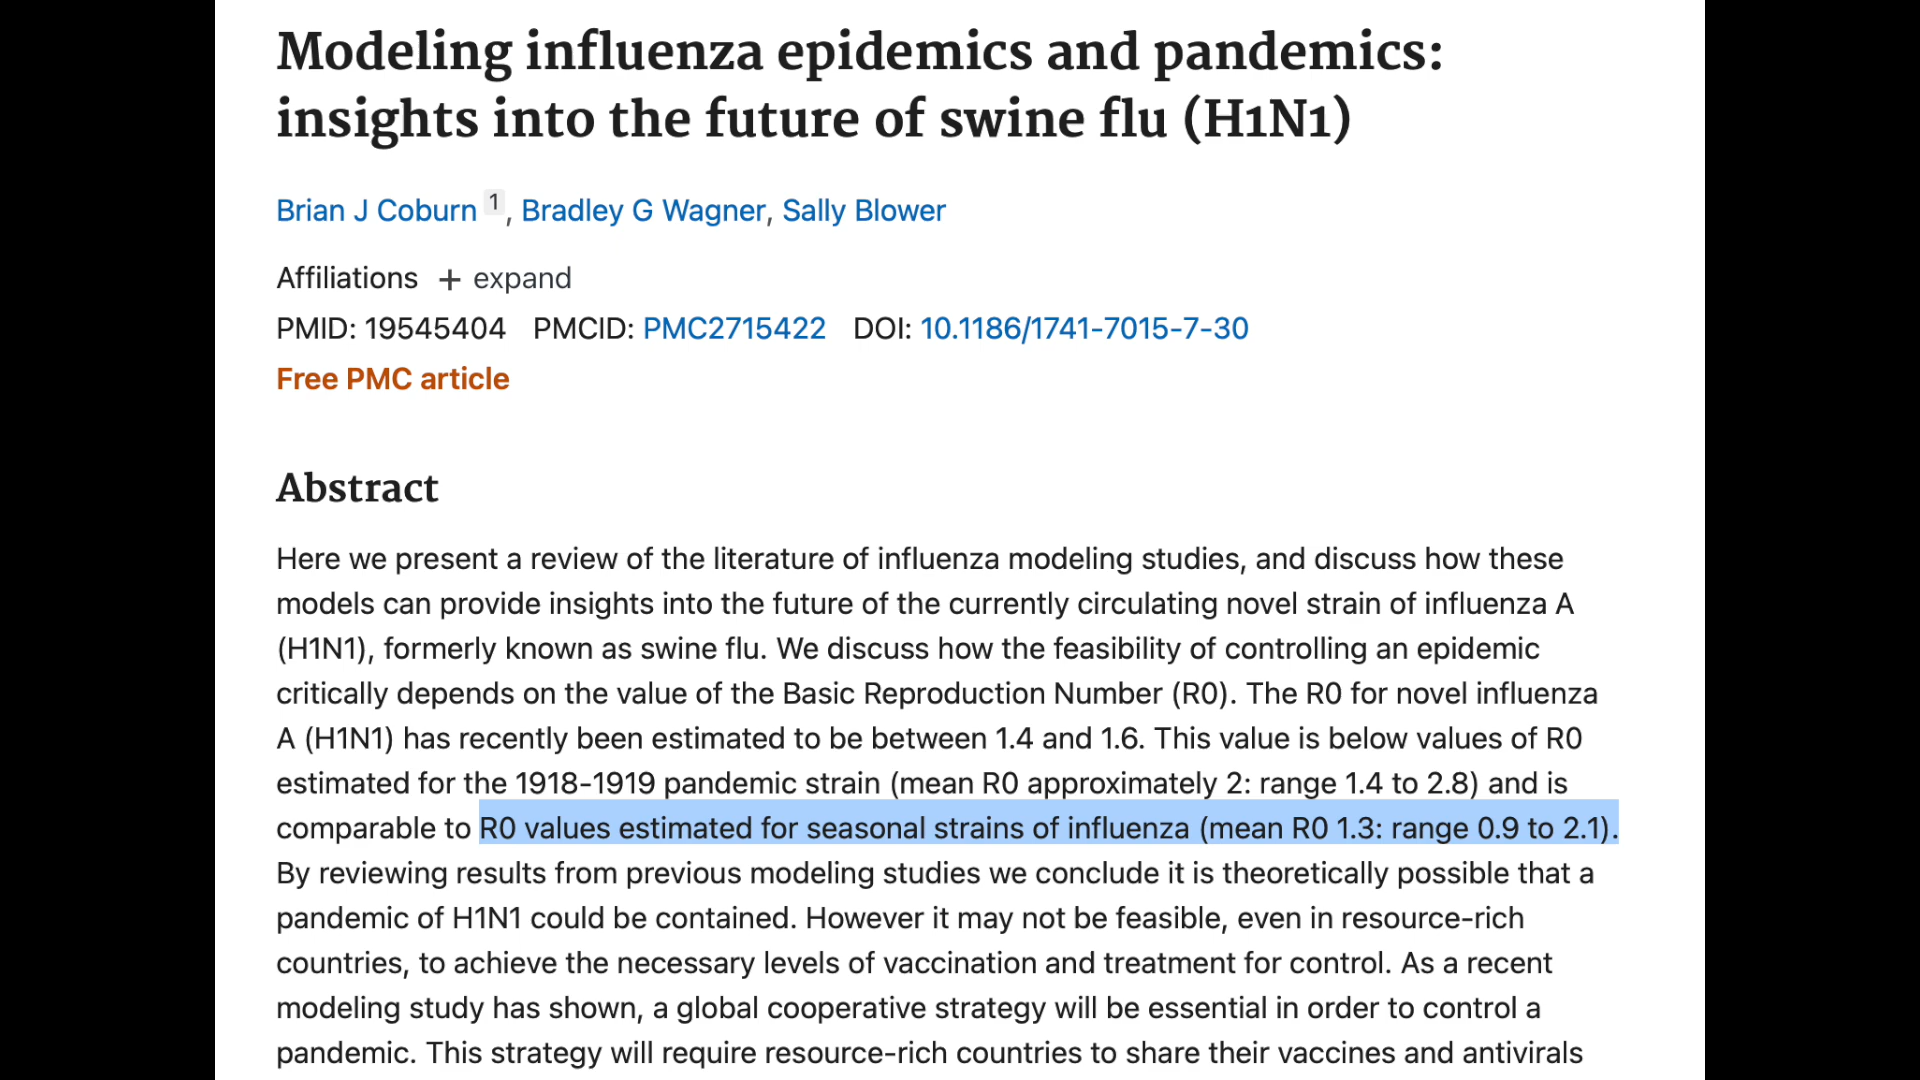 Modeling influenza epidemics and pandemics:
insights into the future of swine flu (H1N1)
Brian J Coburn 1, Bradley G Wagner, Sally Blower
Affiliations + expand
PMID: 19545404 PMCID: PMC2715422 DOI: 10.1186/1741-7015-7-30
Free PMC article
Abstract
Here we present a review of the literature of influenza modeling studies, and discuss how these
models can provide insights into the future of the currently circulating novel strain of influenza A
(H1N1), formerly known as swine flu. We discuss how the feasibility of controlling an epidemic
critically depends on the value of the Basic Reproduction Number (R0). The R0 for novel influenza
A (H1N1) has recently been estimated to be between 1.4 and 1.6. This value is below values of R0
estimated for the 1918-1919 pandemic strain (mean R0 approximately 2: range 1.4 to 2.8) and is
comparable to R0 values estimated for seasonal strains of influenza (mean R0 1.3: range 0.9 to 2.1).
By reviewing results from previous modeling studies we conclude it is theoretically possible that a
pandemic of H1N1 could be contained. However it may not be feasible, even in resource-rich
countries, to achieve the necessary levels of vaccination and treatment for control. As a recent
modeling study has shown, a global cooperative strategy will be essential in order to control a
pandemic. This strategy will require resource-rich countries to share their vaccines and antivirals